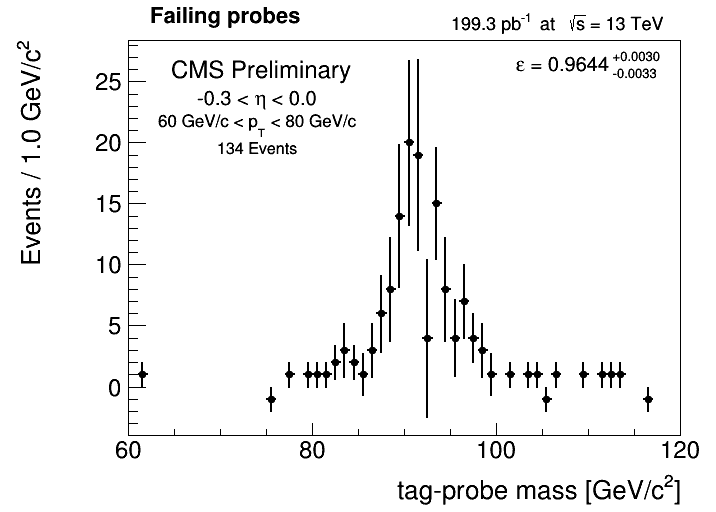 Failing probes
199.3 pb⁻¹ at √s = 13 TeV
CMS Preliminary
-0.3 < η < 0.0
60 GeV/c < p_T < 80 GeV/c
134 Events
ε = 0.9644 +0.0030 -0.0033
Events / 1.0 GeV/c²
25
20
15
10
5
0
60 80 100 120
tag-probe mass [GeV/c²]